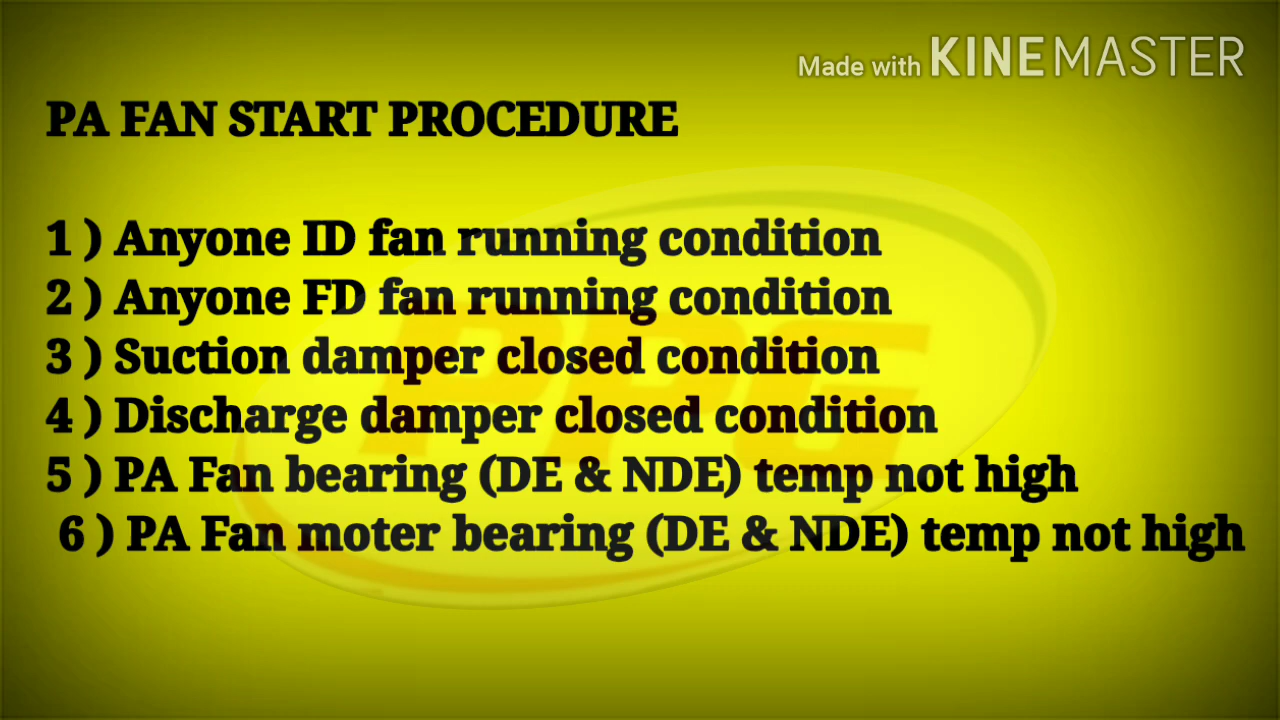 Made with KINEMASTER
PA FAN START PROCEDURE
1 ) Anyone ID fan running condition
2 ) Anyone FD fan running condition
3 ) Suction damper closed condition
4 ) Discharge damper closed condition
5 ) PA Fan bearing (DE & NDE) temp not high
6 ) PA Fan moter bearing (DE & NDE) temp not high
PPG